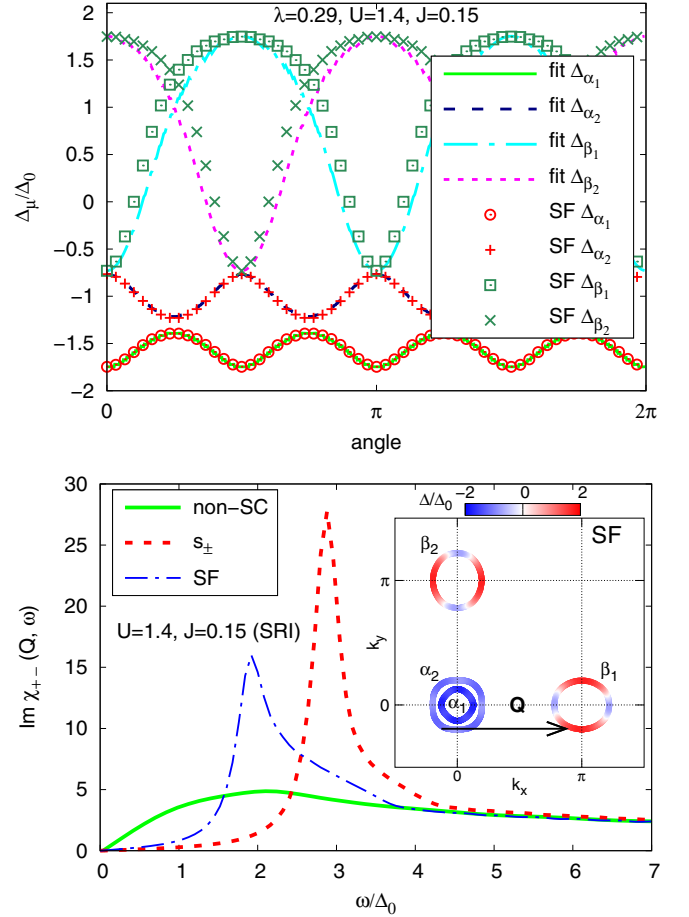 λ=0.29, U=1.4, J=0.15
2
1.5
1
0.5
0
−0.5
−1
−1.5
−2
Δμ/Δ0
fit Δα1
fit Δα2
fit Δβ1
fit Δβ2
SF Δα1
SF Δα2
SF Δβ1
SF Δβ2
0
π
2π
angle
30
25
20
15
10
5
0
Im χ+−(Q, ω)
non-SC
s±
SF
U=1.4, J=0.15 (SRI)
Δ/Δ0
−2
0
2
SF
β2
π
ky
α2
β1
α1
Q
0
0
π
kx
0
1
2
3
4
5
6
7
ω/Δ0